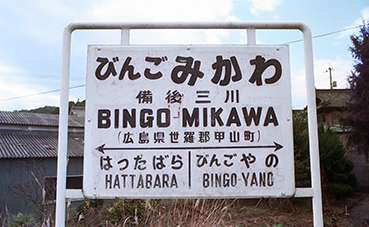 びんごみかわ
備後三川
BINGO-MIKAWA
(広島県世羅郡甲山町)
はったばら びんごやの
HATTABARA BINGO-YANO